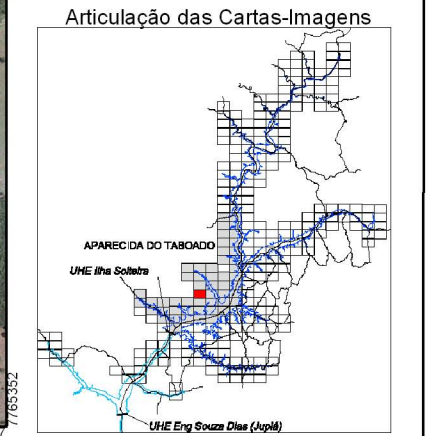 Articulação das Cartas-Imagens
APARECIDA DO TABOADO
UHE Ilha Solteira
7765352
UHE Eng Souza Dias (Jupiá)